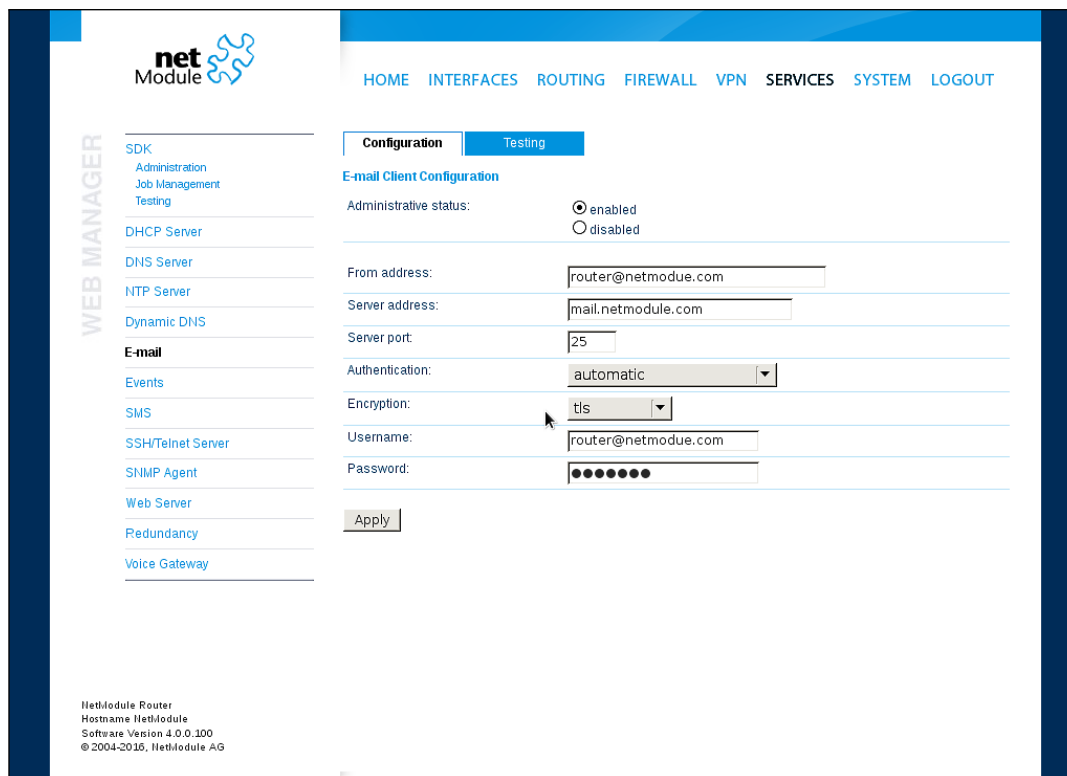 net
Module
HOME INTERFACES ROUTING FIREWALL VPN SERVICES SYSTEM LOGOUT
WEB MANAGER
SDK
Administration
Job Management
Testing
DHCP Server
DNS Server
NTP Server
Dynamic DNS
E-mail
Events
SMS
SSH/Telnet Server
SNMP Agent
Web Server
Redundancy
Voice Gateway
Configuration Testing
E-mail Client Configuration
Administrative status:
enabled
disabled
From address: router@netmodue.com
Server address: mail.netmodule.com
Server port: 25
Authentication: automatic
Encryption: tls
Username: router@netmodue.com
Password: ●●●●●●●
Apply
NetModule Router
Hostname NetModule
Software Version 4.0.0.100
© 2004-2016, NetModule AG